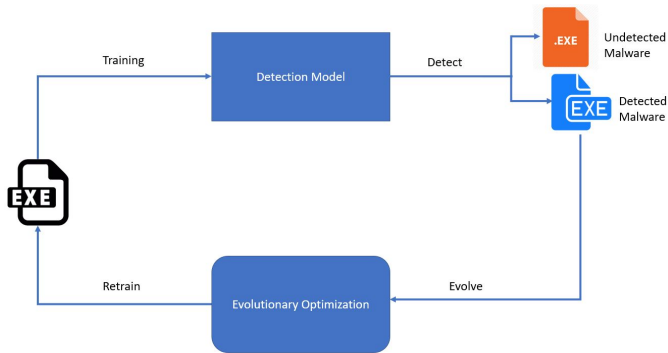 Training
Detection Model
Detect
.EXE
Undetected
Malware
EXE
Detected
Malware
EXE
Retrain
Evolutionary Optimization
Evolve